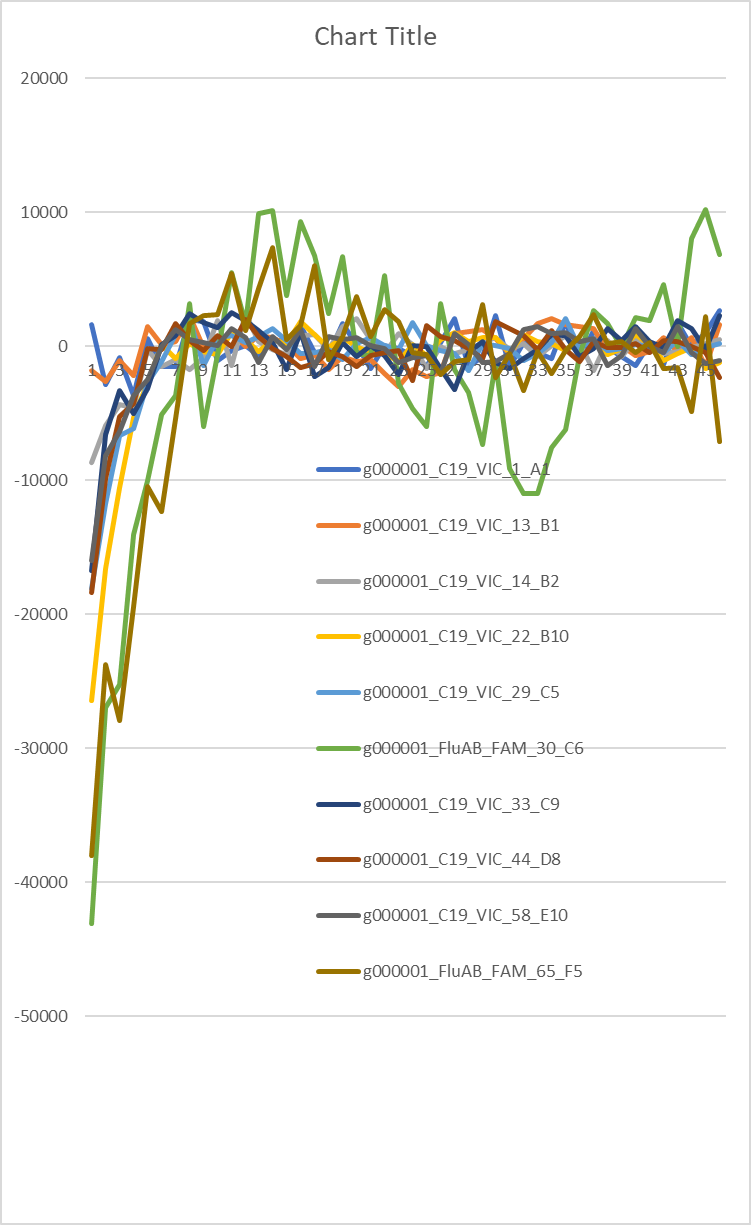 Chart Title
20000
10000
0
1 3 5 7 9 11 13 15 17 19 21 23 25 27 29 31 33 35 37 39 41 43 45
-10000
g000001_C19_VIC_1_A1
g000001_C19_VIC_13_B1
g000001_C19_VIC_14_B2
-20000
g000001_C19_VIC_22_B10
g000001_C19_VIC_29_C5
-30000
g000001_FluAB_FAM_30_C6
g000001_C19_VIC_33_C9
g000001_C19_VIC_44_D8
-40000
g000001_C19_VIC_58_E10
g000001_FluAB_FAM_65_F5
-50000